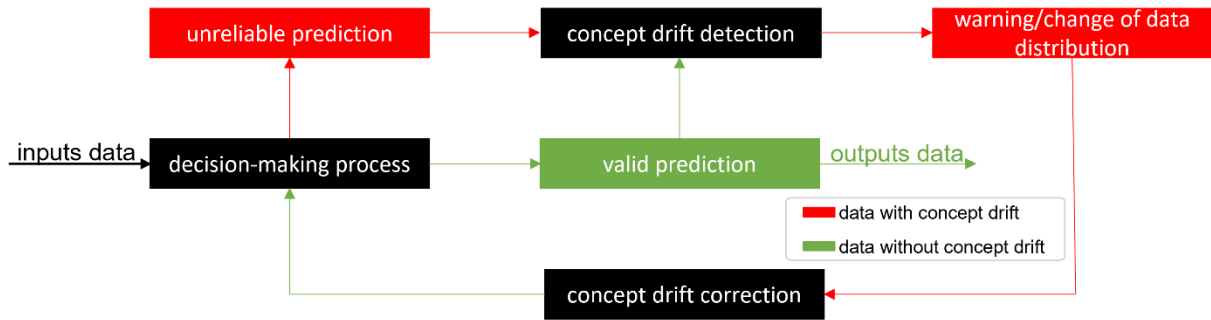 unreliable prediction
concept drift detection
warning/change of data
distribution
inputs data
decision-making process
valid prediction
outputs data
data with concept drift
data without concept drift
concept drift correction